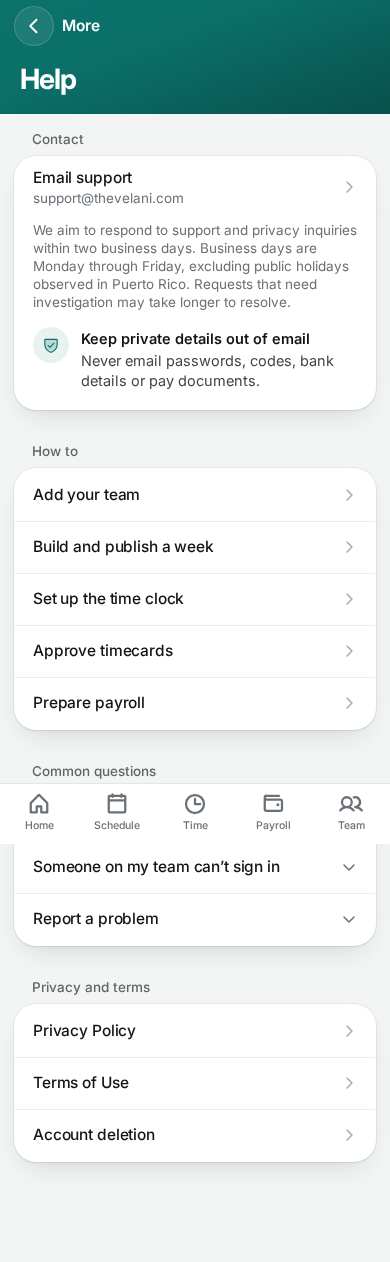 More
Help
Contact
Email support
support@thevelani.com
We aim to respond to support and privacy inquiries
within two business days. Business days are
Monday through Friday, excluding public holidays
observed in Puerto Rico. Requests that need
investigation may take longer to resolve.
Keep private details out of email
Never email passwords, codes, bank
details or pay documents.
How to
Add your team
Build and publish a week
Set up the time clock
Approve timecards
Prepare payroll
Common questions
Home
Schedule
Time
Payroll
Team
Someone on my team can’t sign in
Report a problem
Privacy and terms
Privacy Policy
Terms of Use
Account deletion